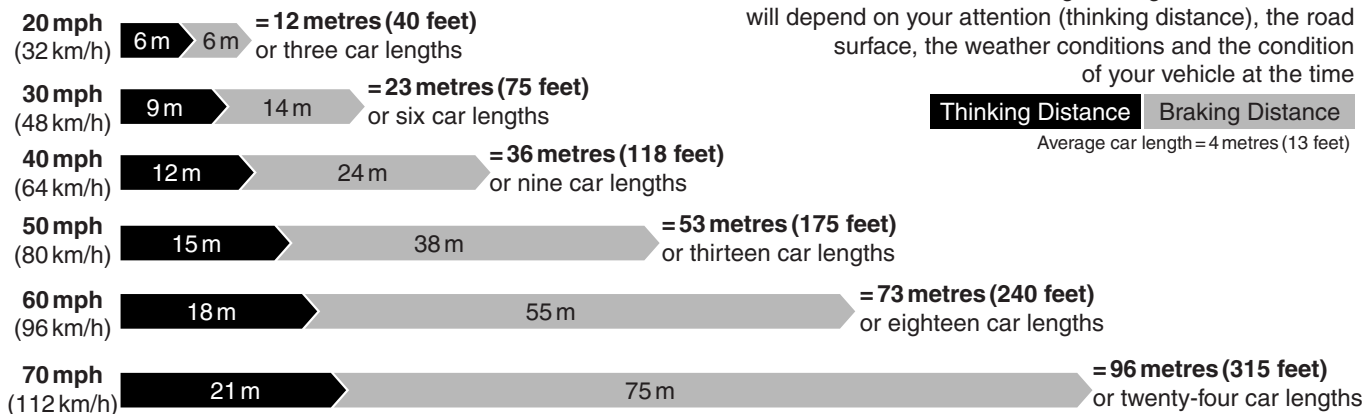 will depend on your attention (thinking distance), the road
surface, the weather conditions and the condition
of your vehicle at the time
Thinking Distance Braking Distance
Average car length = 4 metres (13 feet)
20 mph
(32 km/h)
6 m 6 m
= 12 metres (40 feet)
or three car lengths
30 mph
(48 km/h)
9 m 14 m
= 23 metres (75 feet)
or six car lengths
40 mph
(64 km/h)
12 m 24 m
= 36 metres (118 feet)
or nine car lengths
50 mph
(80 km/h)
15 m 38 m
= 53 metres (175 feet)
or thirteen car lengths
60 mph
(96 km/h)
18 m 55 m
= 73 metres (240 feet)
or eighteen car lengths
70 mph
(112 km/h)
21 m 75 m
= 96 metres (315 feet)
or twenty-four car lengths